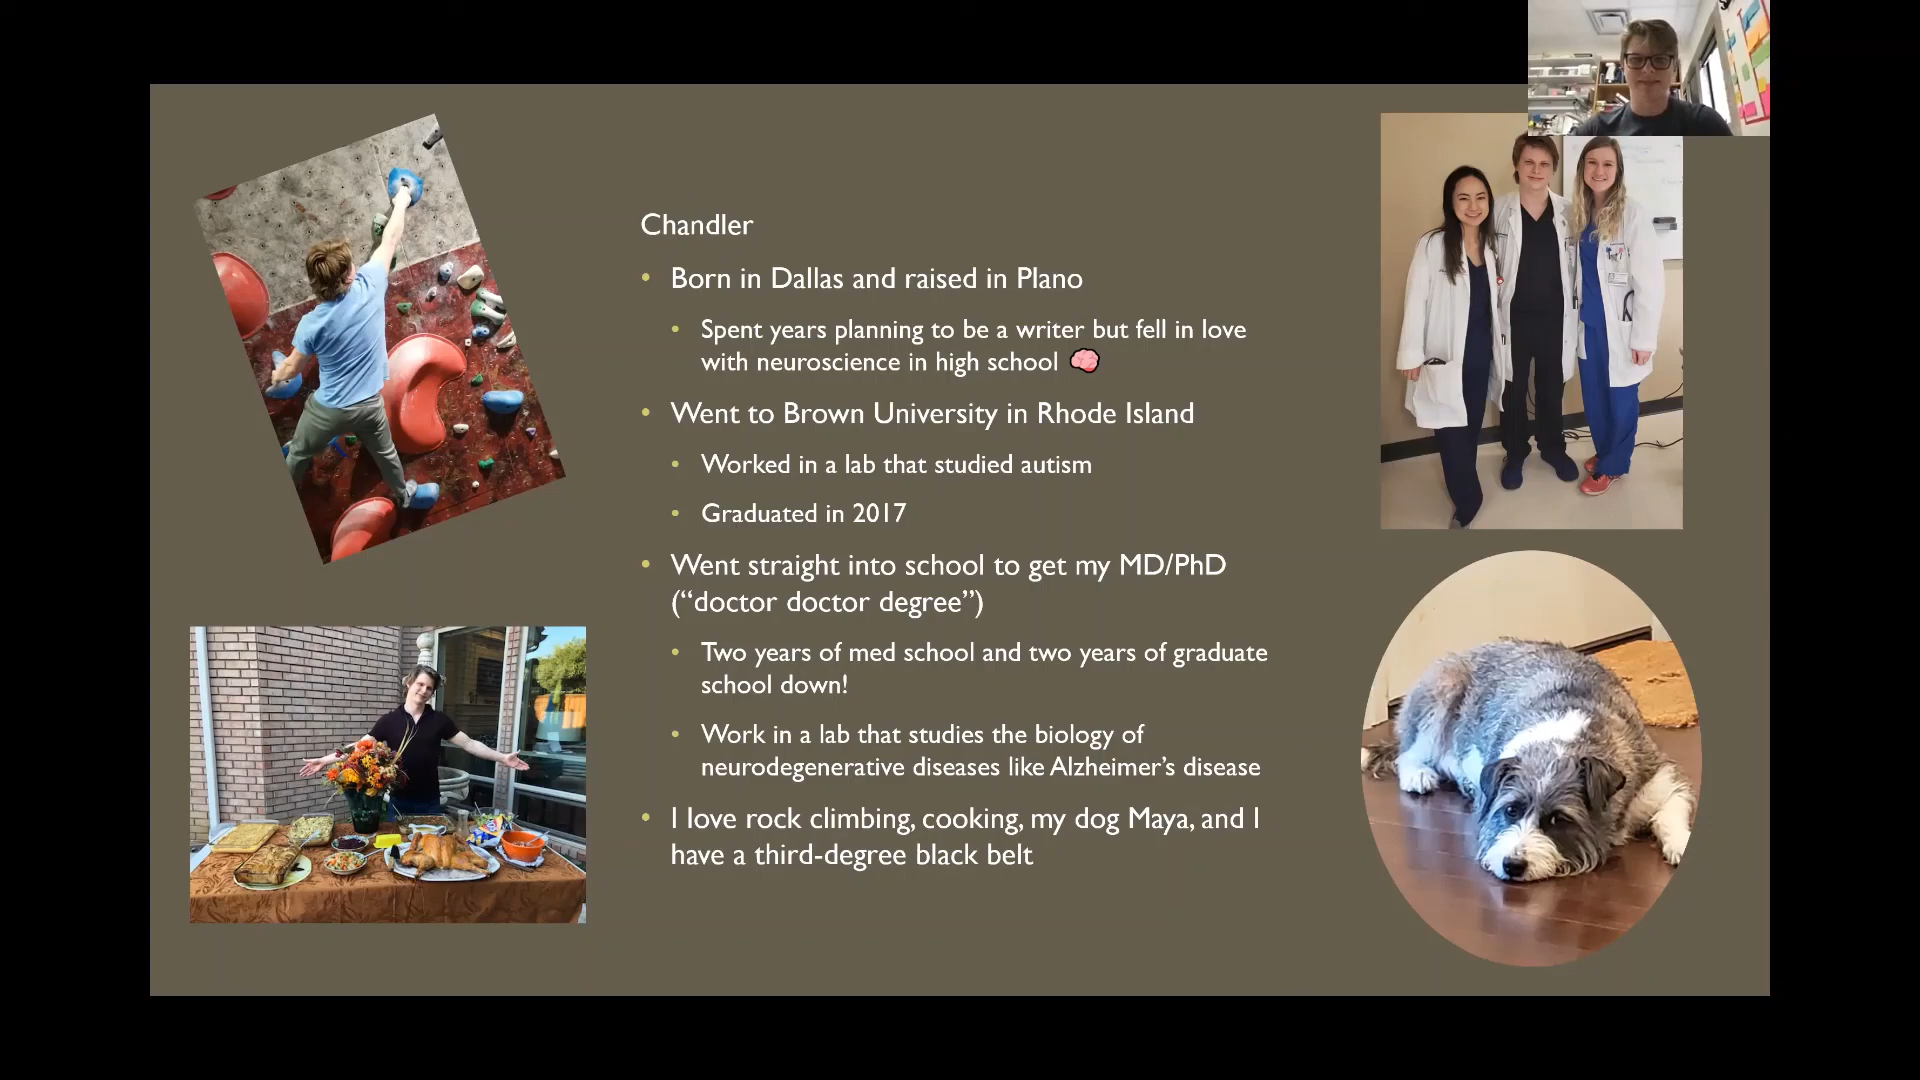 Chandler
• Born in Dallas and raised in Plano
• Spent years planning to be a writer but fell in love
with neuroscience in high school 🧠
• Went to Brown University in Rhode Island
• Worked in a lab that studied autism
• Graduated in 2017
• Went straight into school to get my MD/PhD
(“doctor doctor degree”)
• Two years of med school and two years of graduate
school down!
• Work in a lab that studies the biology of
neurodegenerative diseases like Alzheimer’s disease
• I love rock climbing, cooking, my dog Maya, and I
have a third-degree black belt